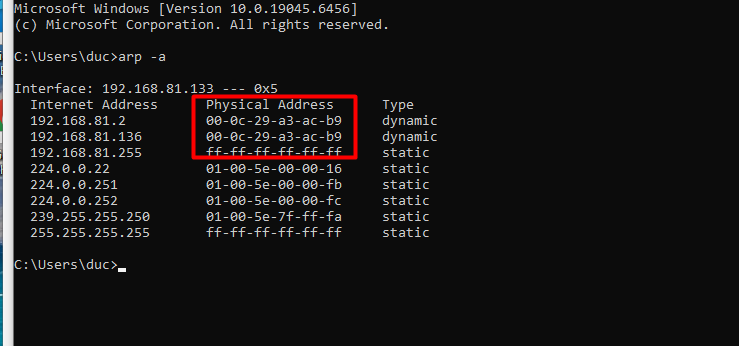 Microsoft Windows [Version 10.0.19045.6456]
(c) Microsoft Corporation. All rights reserved.
C:\Users\duc>arp -a
Interface: 192.168.81.133 --- 0x5
Internet Address Physical Address Type
192.168.81.2 00-0c-29-a3-ac-b9 dynamic
192.168.81.136 00-0c-29-a3-ac-b9 dynamic
192.168.81.255 ff-ff-ff-ff-ff-ff static
224.0.0.22 01-00-5e-00-00-16 static
224.0.0.251 01-00-5e-00-00-fb static
224.0.0.252 01-00-5e-00-00-fc static
239.255.255.250 01-00-5e-7f-ff-fa static
255.255.255.255 ff-ff-ff-ff-ff-ff static
C:\Users\duc>